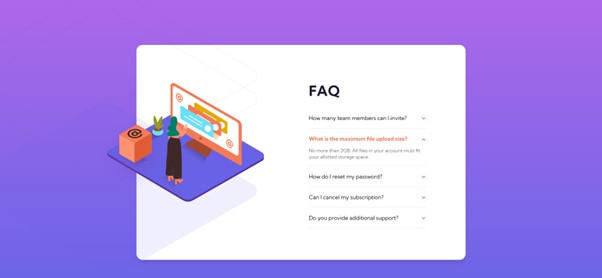 FAQ
How many team members can I invite?
What is the maximum file upload size?
No more than 2GB. All files in your account must fit
your allotted storage space.
How do I reset my password?
Can I cancel my subscription?
Do you provide additional support?